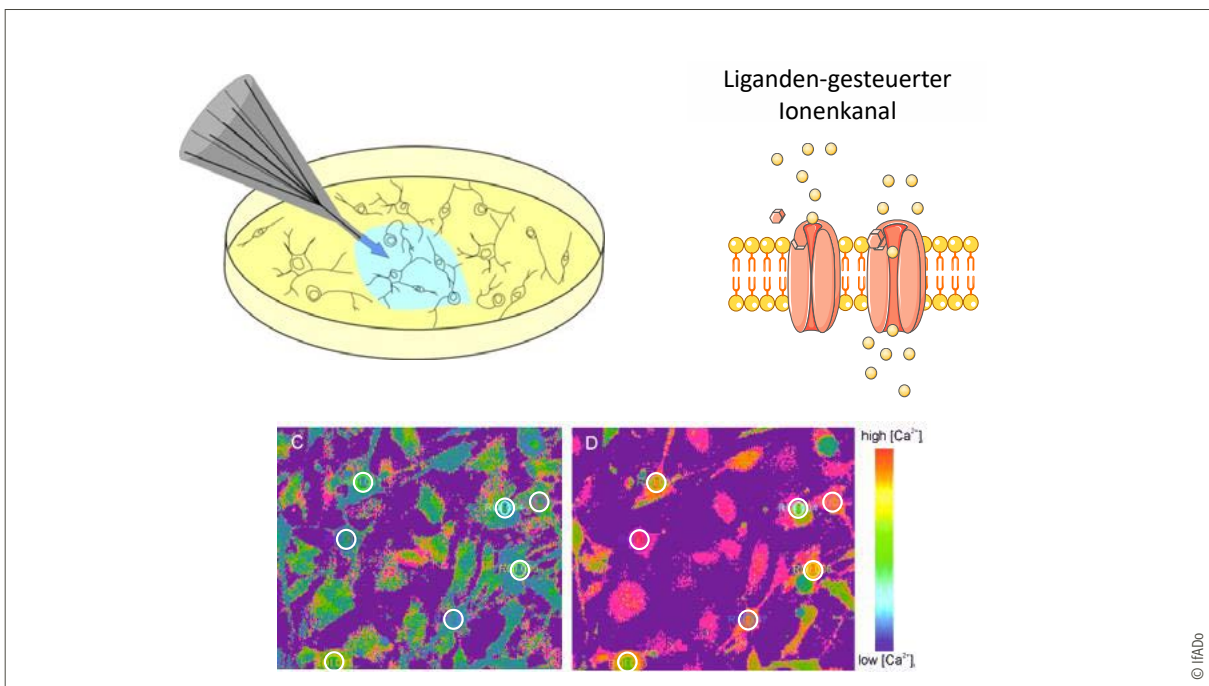 Liganden-gesteuerter
Ionenkanal
C
D
high [Ca²⁺]ᵢ
low [Ca²⁺]ᵢ
© IfADo